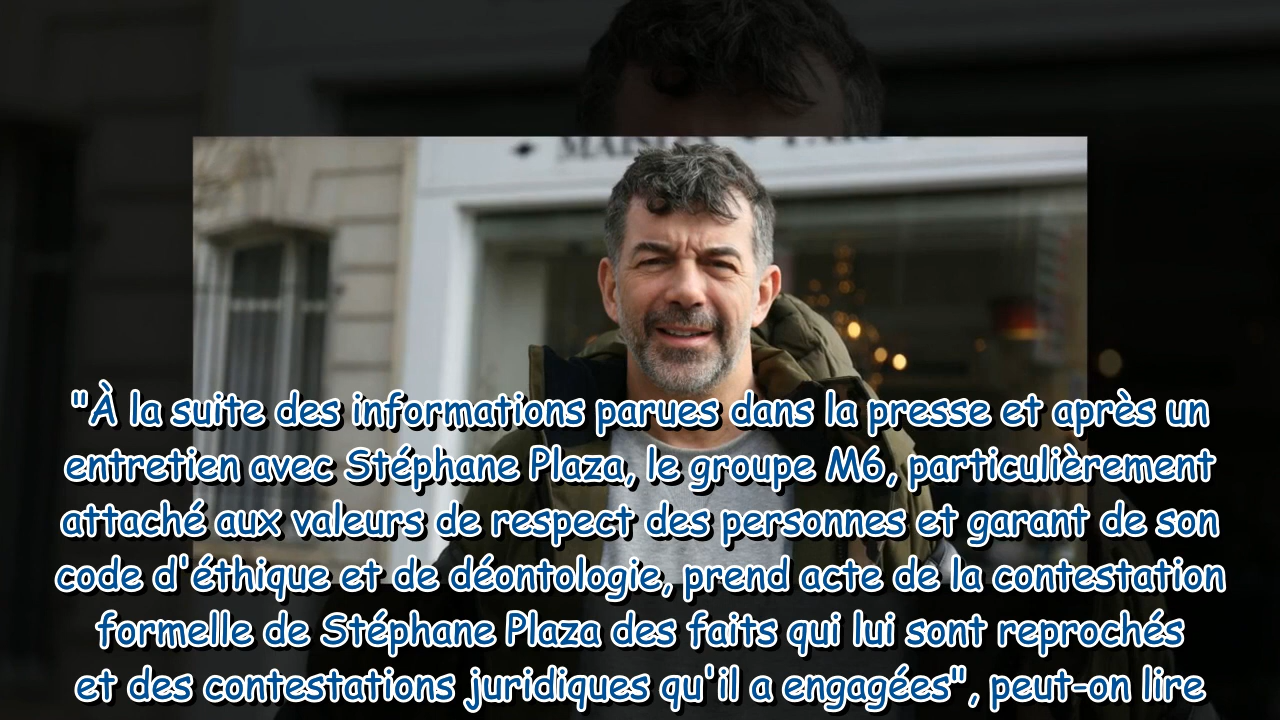 "À la suite des informations parues dans la presse et après un
entretien avec Stéphane Plaza, le groupe M6, particulièrement
attaché aux valeurs de respect des personnes et garant de son
code d'éthique et de déontologie, prend acte de la contestation
formelle de Stéphane Plaza des faits qui lui sont reprochés
et des contestations juridiques qu'il a engagées", peut-on lire